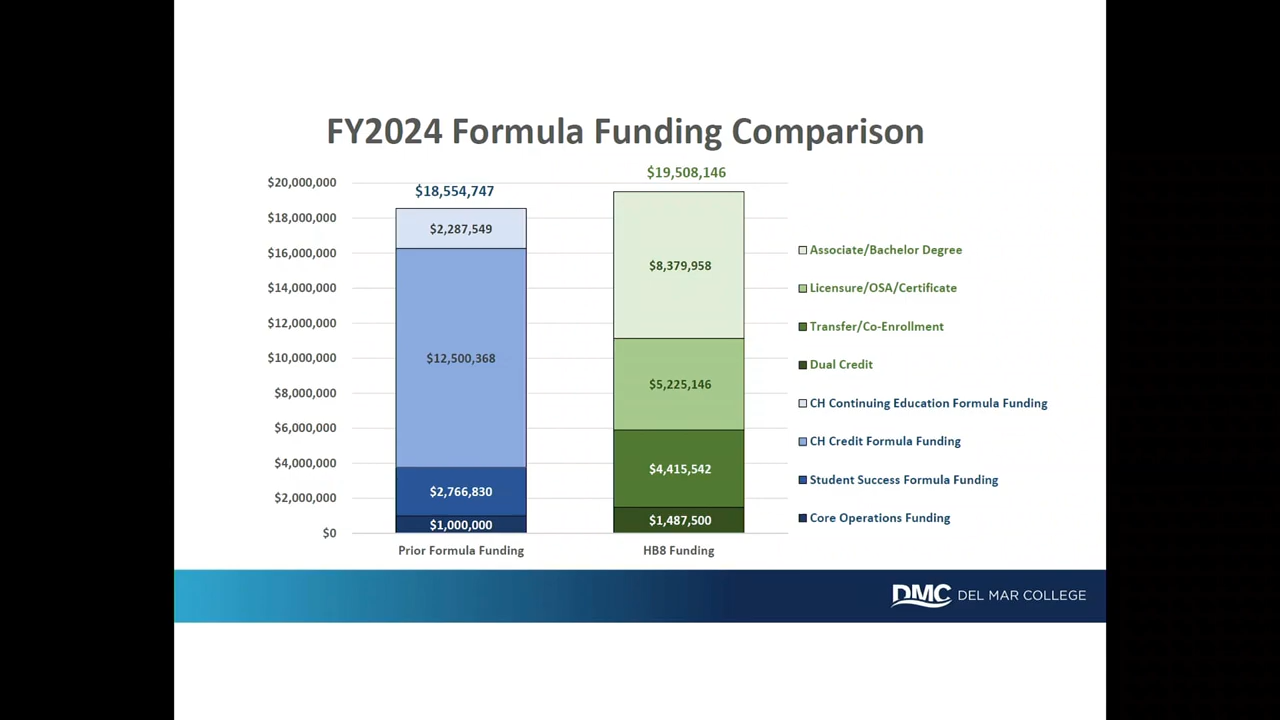 FY2024 Formula Funding Comparison
$20,000,000
$18,000,000
$16,000,000
$14,000,000
$12,000,000
$10,000,000
$8,000,000
$6,000,000
$4,000,000
$2,000,000
$0
$18,554,747
$2,287,549
$12,500,368
$2,766,830
$1,000,000
Prior Formula Funding
$19,508,146
$8,379,958
$5,225,146
$4,415,542
$1,487,500
HB8 Funding
Associate/Bachelor Degree
Licensure/OSA/Certificate
Transfer/Co-Enrollment
Dual Credit
CH Continuing Education Formula Funding
CH Credit Formula Funding
Student Success Formula Funding
Core Operations Funding
DMC DEL MAR COLLEGE